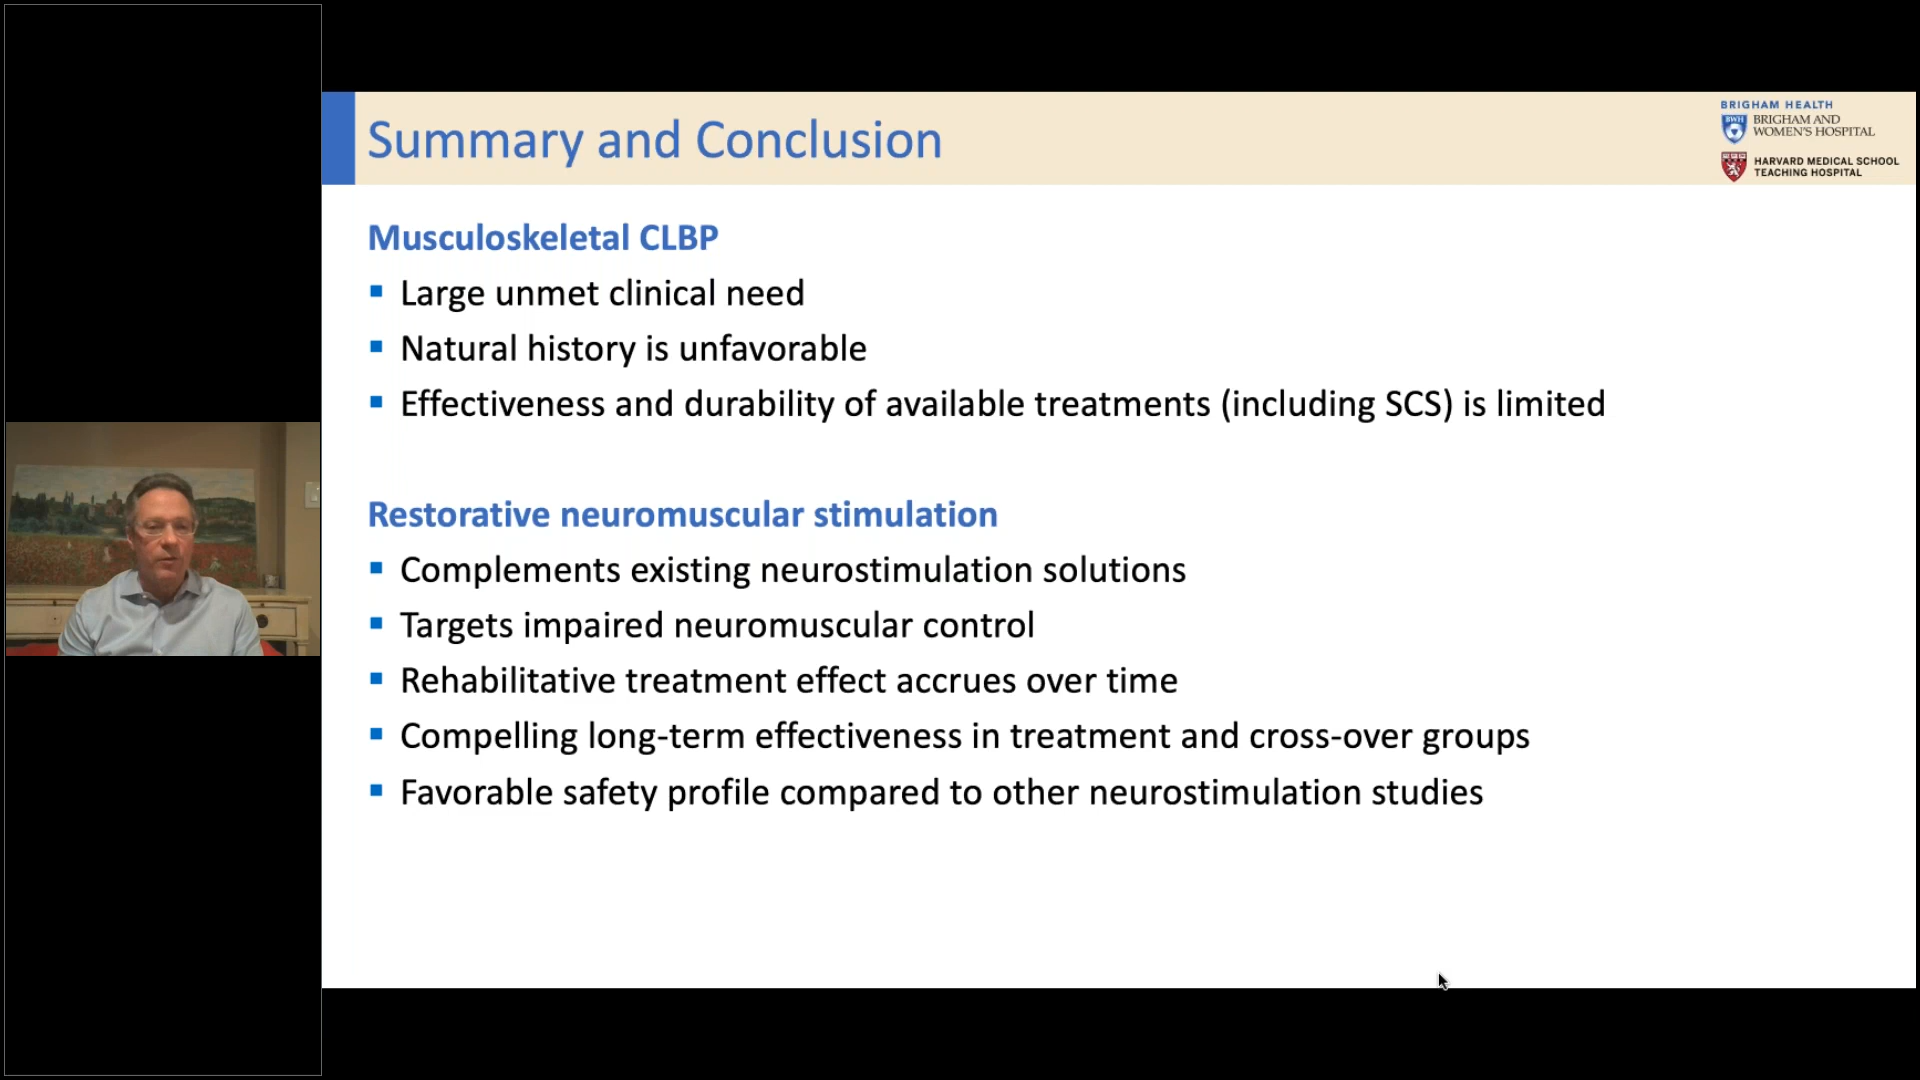 Summary and Conclusion
BRIGHAM HEALTH
BWH
BRIGHAM AND
WOMEN'S HOSPITAL
HARVARD MEDICAL SCHOOL
TEACHING HOSPITAL
Musculoskeletal CLBP
Large unmet clinical need
Natural history is unfavorable
Effectiveness and durability of available treatments (including SCS) is limited
Restorative neuromuscular stimulation
Complements existing neurostimulation solutions
Targets impaired neuromuscular control
Rehabilitative treatment effect accrues over time
Compelling long-term effectiveness in treatment and cross-over groups
Favorable safety profile compared to other neurostimulation studies